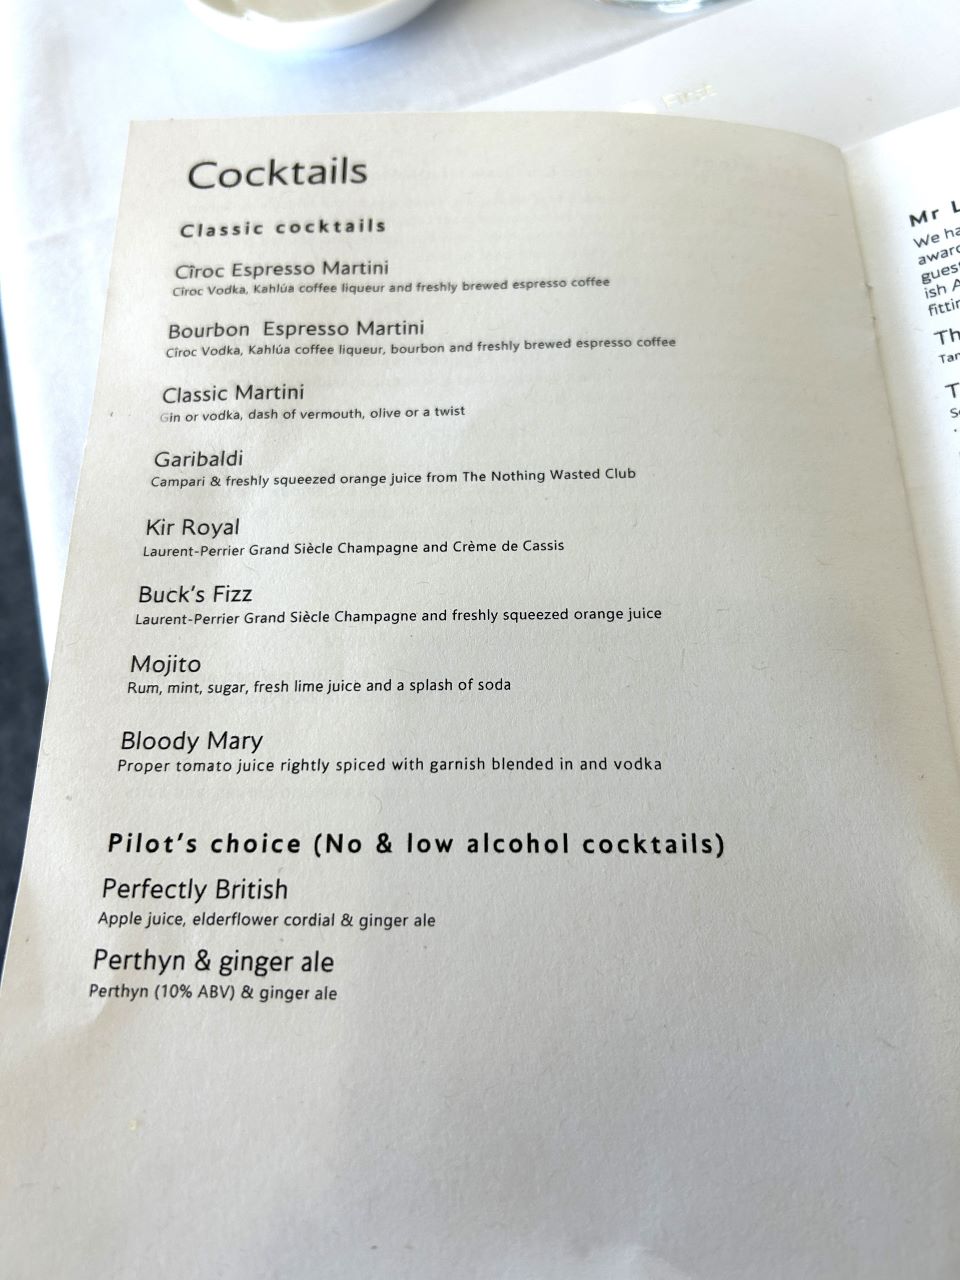 First
Cocktails
Classic cocktails
Cîroc Espresso Martini
Cîroc Vodka, Kahlúa coffee liqueur and freshly brewed espresso coffee
Bourbon Espresso Martini
Cîroc Vodka, Kahlúa coffee liqueur, bourbon and freshly brewed espresso coffee
Classic Martini
Gin or vodka, dash of vermouth, olive or a twist
Garibaldi
Campari & freshly squeezed orange juice from The Nothing Wasted Club
Kir Royal
Laurent-Perrier Grand Siècle Champagne and Crème de Cassis
Buck's Fizz
Laurent-Perrier Grand Siècle Champagne and freshly squeezed orange juice
Mojito
Rum, mint, sugar, fresh lime juice and a splash of soda
Bloody Mary
Proper tomato juice rightly spiced with garnish blended in and vodka
Pilot's choice (No & low alcohol cocktails)
Perfectly British
Apple juice, elderflower cordial & ginger ale
Perthyn & ginger ale
Perthyn (10% ABV) & ginger ale
Mr
We